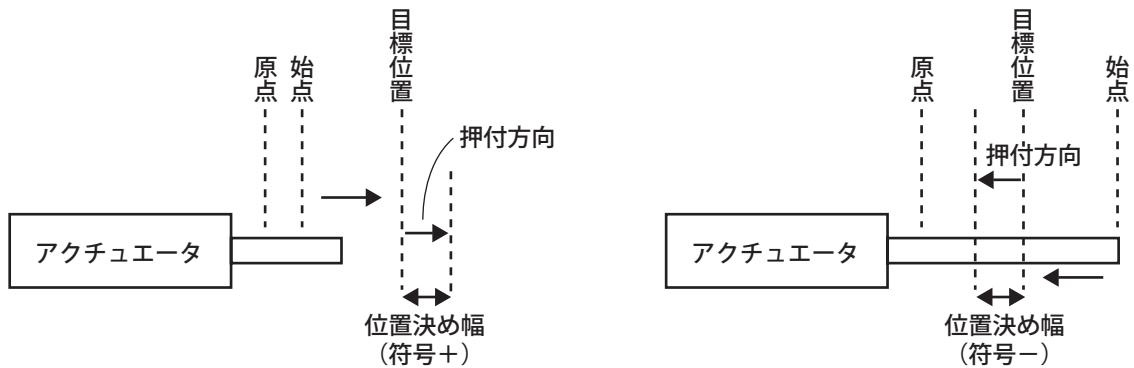 原点
始点
目標位置
押付方向
アクチュエータ
位置決め幅
（符号＋）
原点
目標位置
始点
押付方向
アクチュエータ
位置決め幅
（符号－）